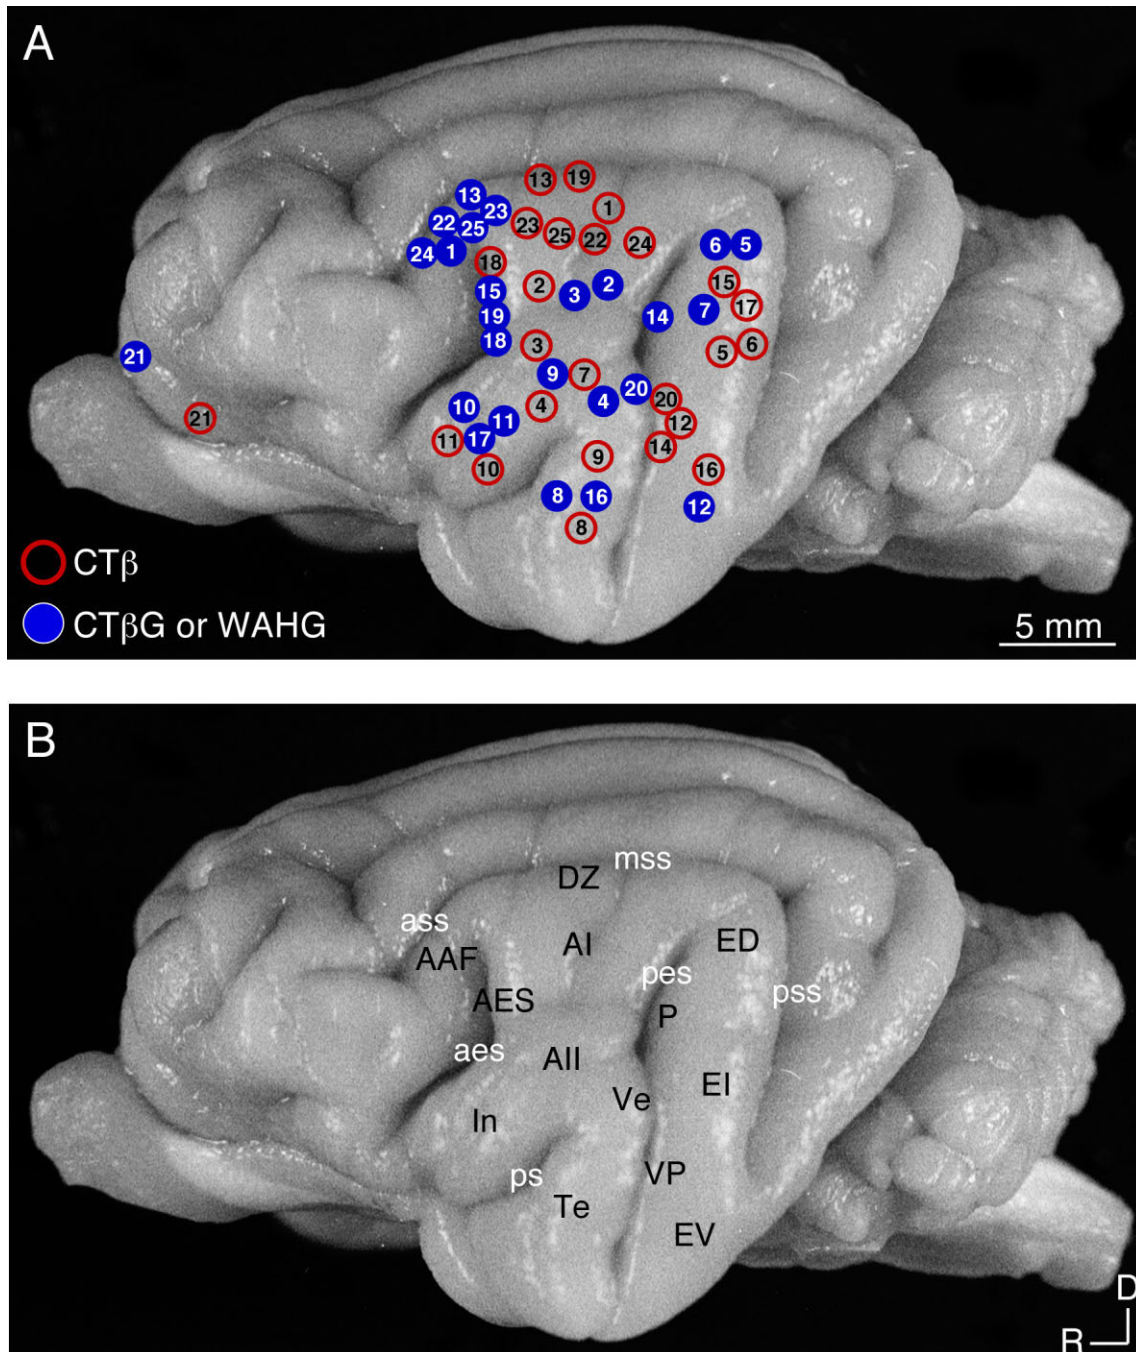 A
13 19
13 23 1
22 25 23 25 22 24
24 1 18 6 5
15 2 3 2 15
19 14 7 17
18 3 5 6
21 9 7 20
10 11 4 4 20
21 11 17 12
10 9 14 16
8 16 12
8
CTβ
CTβG or WAHG
5 mm
B
mss
DZ
ass
AAF AI ED
AES pes pss
P
aes AII
Ve EI
In
ps VP
Te
EV
D
R